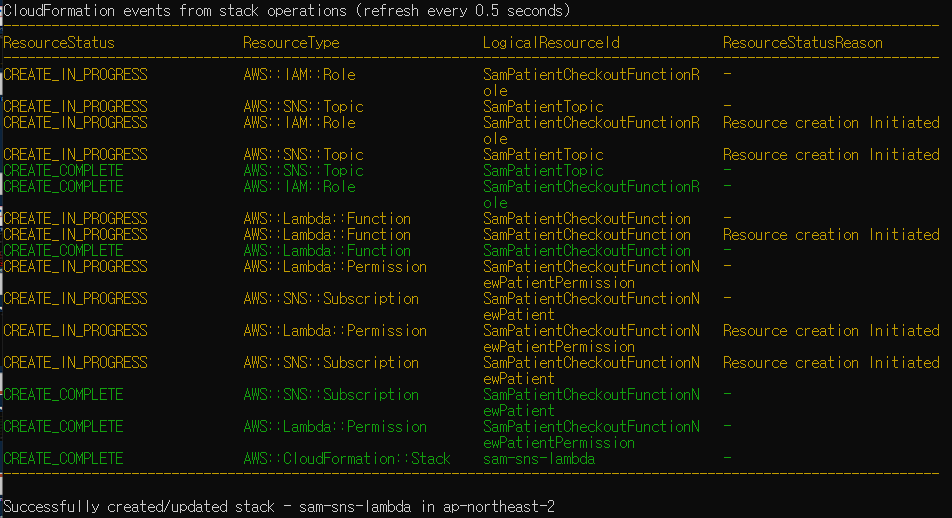 CloudFormation events from stack operations (refresh every 0.5 seconds)
ResourceStatus ResourceType LogicalResourceId ResourceStatusReason
CREATE_IN_PROGRESS AWS::IAM::Role SamPatientCheckoutFunctionR -
ole
CREATE_IN_PROGRESS AWS::SNS::Topic SamPatientTopic -
CREATE_IN_PROGRESS AWS::IAM::Role SamPatientCheckoutFunctionR Resource creation Initiated
ole
CREATE_IN_PROGRESS AWS::SNS::Topic SamPatientTopic Resource creation Initiated
CREATE_COMPLETE AWS::SNS::Topic SamPatientTopic -
CREATE_COMPLETE AWS::IAM::Role SamPatientCheckoutFunctionR -
ole
CREATE_IN_PROGRESS AWS::Lambda::Function SamPatientCheckoutFunction -
CREATE_IN_PROGRESS AWS::Lambda::Function SamPatientCheckoutFunction Resource creation Initiated
CREATE_COMPLETE AWS::Lambda::Function SamPatientCheckoutFunction -
CREATE_IN_PROGRESS AWS::Lambda::Permission SamPatientCheckoutFunctionN -
ewPatientPermission
CREATE_IN_PROGRESS AWS::SNS::Subscription SamPatientCheckoutFunctionN -
ewPatient
CREATE_IN_PROGRESS AWS::Lambda::Permission SamPatientCheckoutFunctionN Resource creation Initiated
ewPatientPermission
CREATE_IN_PROGRESS AWS::SNS::Subscription SamPatientCheckoutFunctionN Resource creation Initiated
ewPatient
CREATE_COMPLETE AWS::SNS::Subscription SamPatientCheckoutFunctionN -
ewPatient
CREATE_COMPLETE AWS::Lambda::Permission SamPatientCheckoutFunctionN -
ewPatientPermission
CREATE_COMPLETE AWS::CloudFormation::Stack sam-sns-lambda -
Successfully created/updated stack - sam-sns-lambda in ap-northeast-2